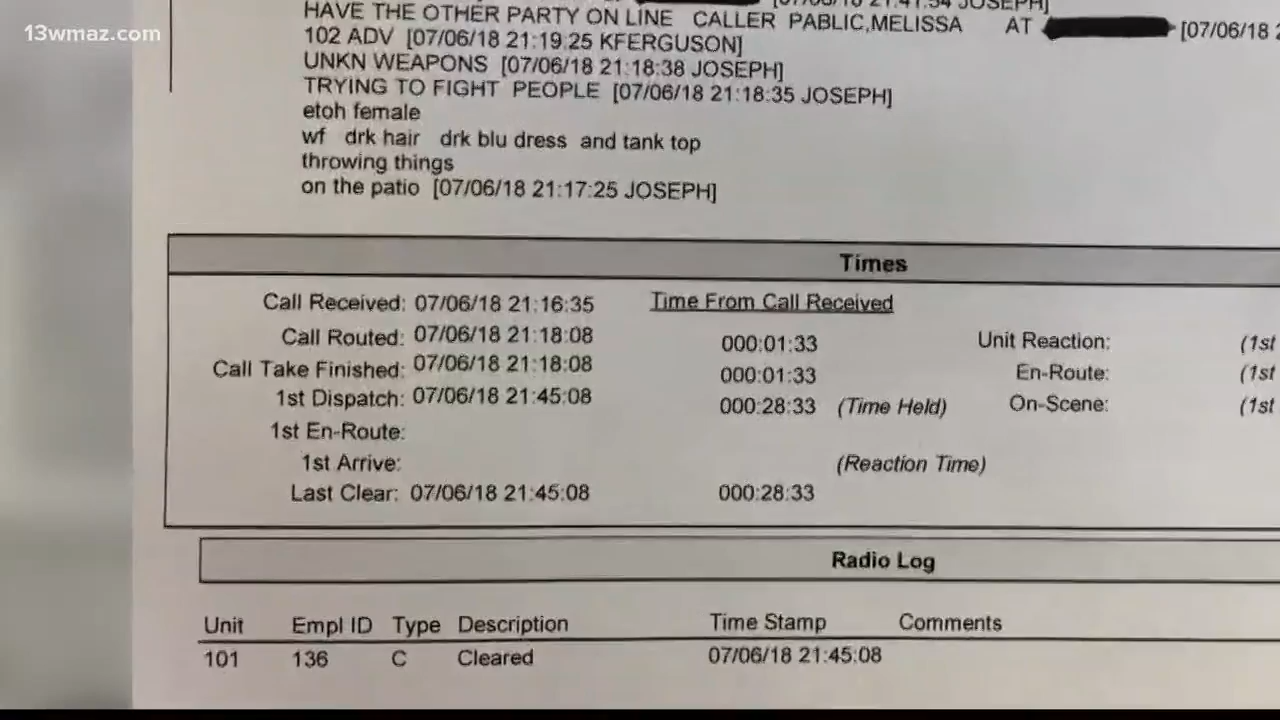 13wmaz.com
HAVE THE OTHER PARTY ON LINE CALLER PABLIC,MELISSA AT [07/06/18
102 ADV [07/06/18 21:19:25 KFERGUSON]
UNKN WEAPONS [07/06/18 21:18:38 JOSEPH]
TRYING TO FIGHT PEOPLE [07/06/18 21:18:35 JOSEPH]
etoh female
wf drk hair drk blu dress and tank top
throwing things
on the patio [07/06/18 21:17:25 JOSEPH]
Times
Call Received: 07/06/18 21:16:35 Time From Call Received
Call Routed: 07/06/18 21:18:08 000:01:33 Unit Reaction: (1st
Call Take Finished: 07/06/18 21:18:08 000:01:33 En-Route: (1st
1st Dispatch: 07/06/18 21:45:08 000:28:33 (Time Held) On-Scene: (1st
1st En-Route:
1st Arrive: (Reaction Time)
Last Clear: 07/06/18 21:45:08 000:28:33
Radio Log
Unit Empl ID Type Description Time Stamp Comments
101 136 C Cleared 07/06/18 21:45:08